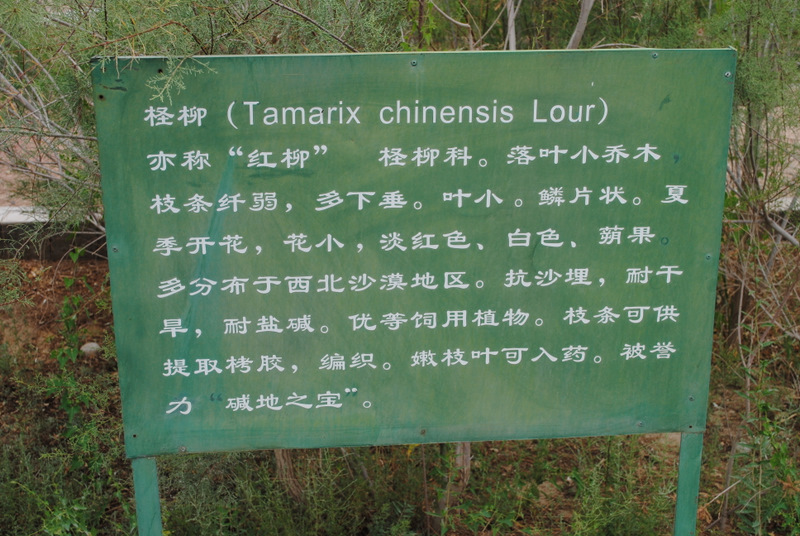 柽柳（Tamarix chinensis Lour）
亦称“红柳” 柽柳科。落叶小乔木，
枝条纤弱，多下垂。叶小。鳞片状。夏
季开花，花小，淡红色、白色、蒴果。
多分布于西北沙漠地区。抗沙埋，耐干
旱，耐盐碱。优等饲用植物。枝条可供
提取栲胶，编织。嫩枝叶可入药。被誉
力“碱地之宝”。